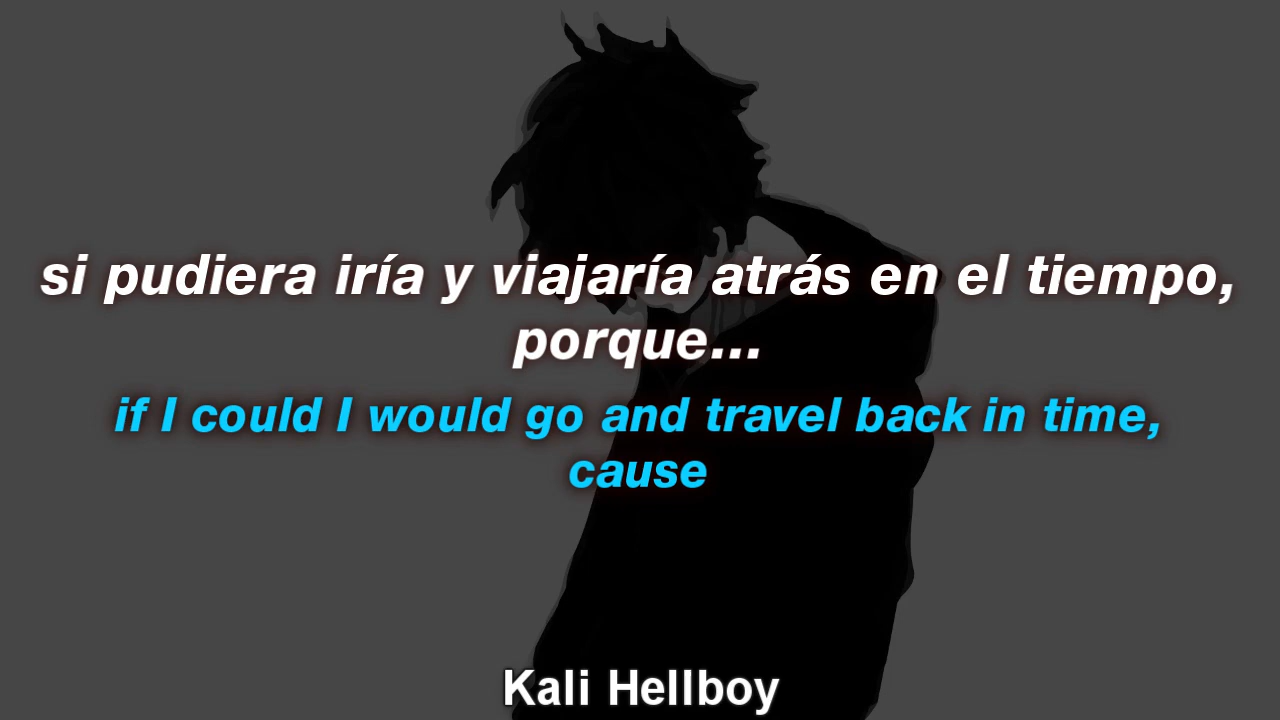 si pudiera iría y viajaría atrás en el tiempo,
porque...
if I could I would go and travel back in time,
cause
Kali Hellboy